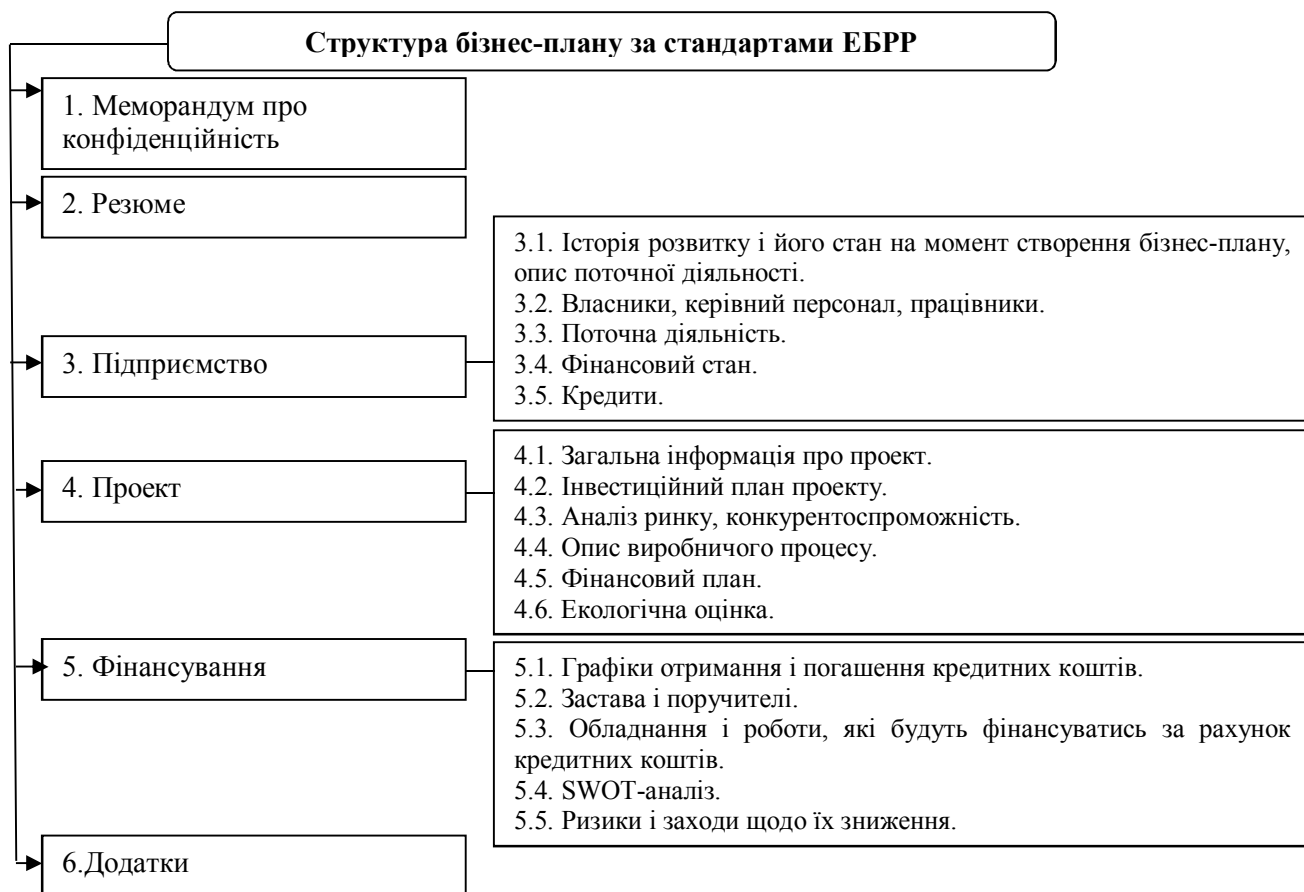 Структура бізнес-плану за стандартами ЕБРР
1. Меморандум про
конфіденційність
2. Резюме
3. Підприємство
3.1. Історія розвитку і його стан на момент створення бізнес-плану,
опис поточної діяльності.
3.2. Власники, керівний персонал, працівники.
3.3. Поточна діяльність.
3.4. Фінансовий стан.
3.5. Кредити.
4. Проект
4.1. Загальна інформація про проект.
4.2. Інвестиційний план проекту.
4.3. Аналіз ринку, конкурентоспроможність.
4.4. Опис виробничого процесу.
4.5. Фінансовий план.
4.6. Екологічна оцінка.
5. Фінансування
5.1. Графіки отримання і погашення кредитних коштів.
5.2. Застава і поручителі.
5.3. Обладнання і роботи, які будуть фінансуватись за рахунок
кредитних коштів.
5.4. SWOT-аналіз.
5.5. Ризики і заходи щодо їх зниження.
6.Додатки